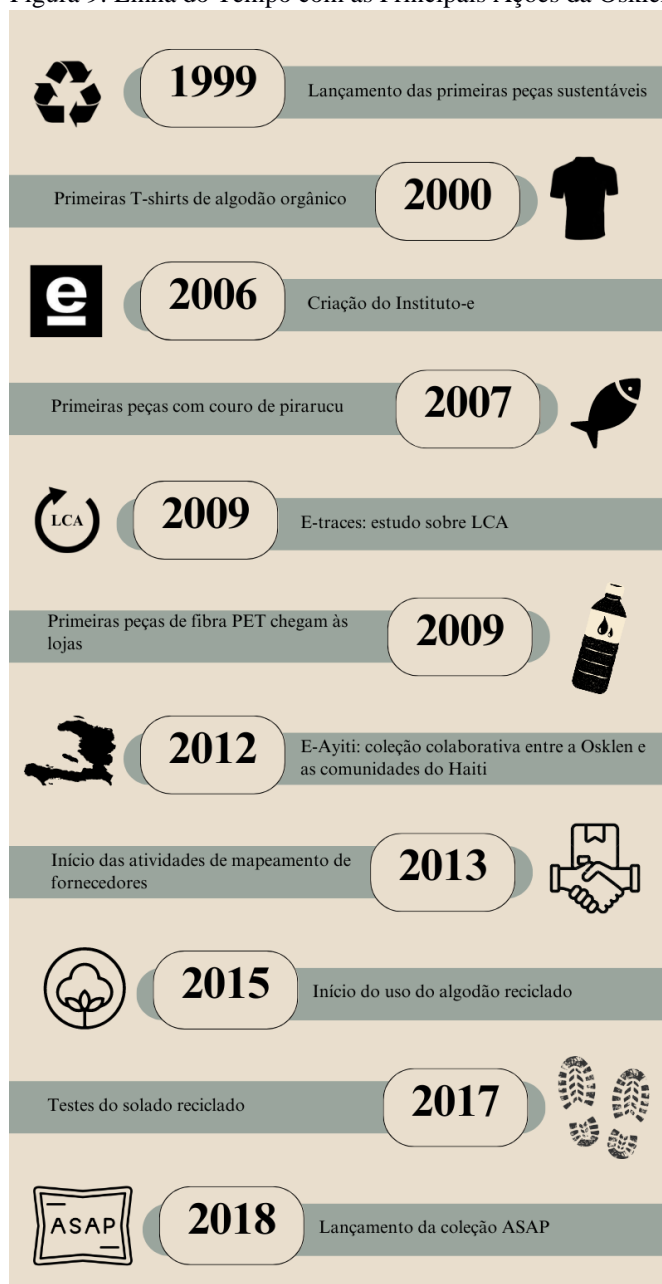 Figura 9: Linha do Tempo com as Principais Ações da Osklen
1999
Lançamento das primeiras peças sustentáveis
Primeiras T-shirts de algodão orgânico
2000
e
2006
Criação do Instituto-e
Primeiras peças com couro de pirarucu
2007
LCA
2009
E-traces: estudo sobre LCA
Primeiras peças de fibra PET chegam às
lojas
2009
2012
E-Ayiti: coleção colaborativa entre a Osklen e
as comunidades do Haiti
Início das atividades de mapeamento de
fornecedores
2013
2015
Início do uso do algodão reciclado
Testes do solado reciclado
2017
ASAP
2018
Lançamento da coleção ASAP